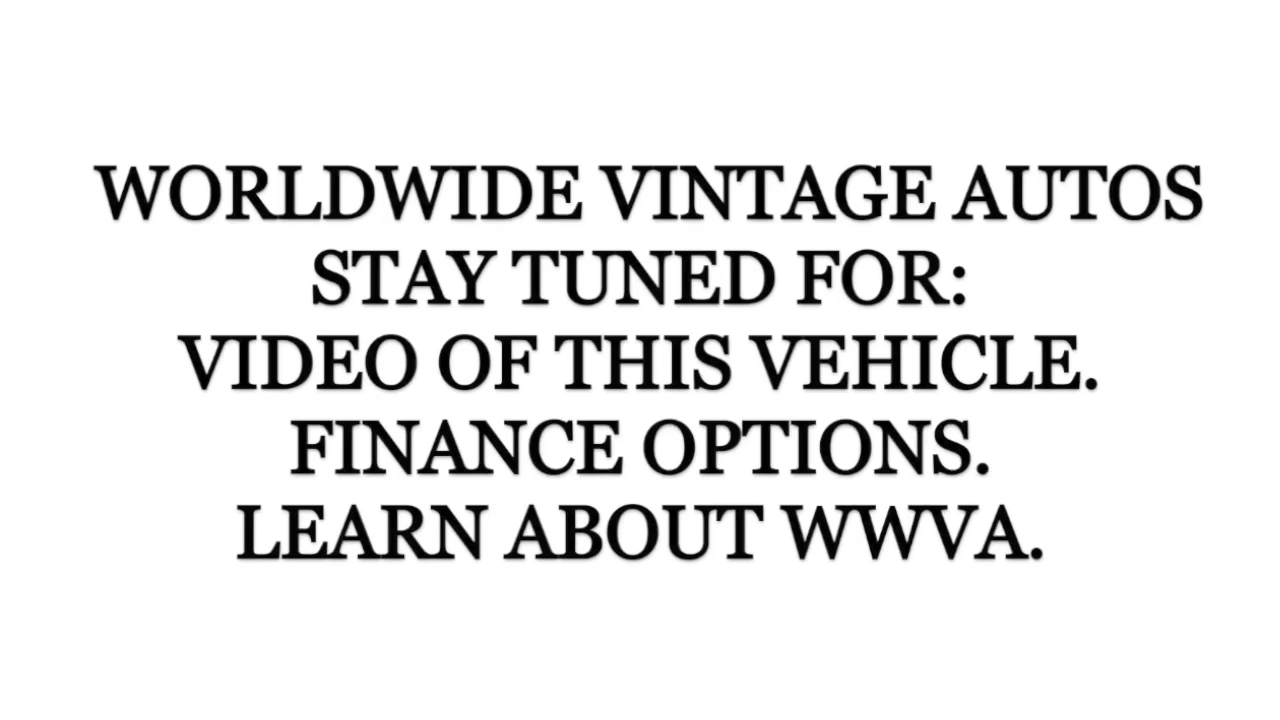 WORLDWIDE VINTAGE AUTOS
STAY TUNED FOR:
VIDEO OF THIS VEHICLE.
FINANCE OPTIONS.
LEARN ABOUT WWVA.